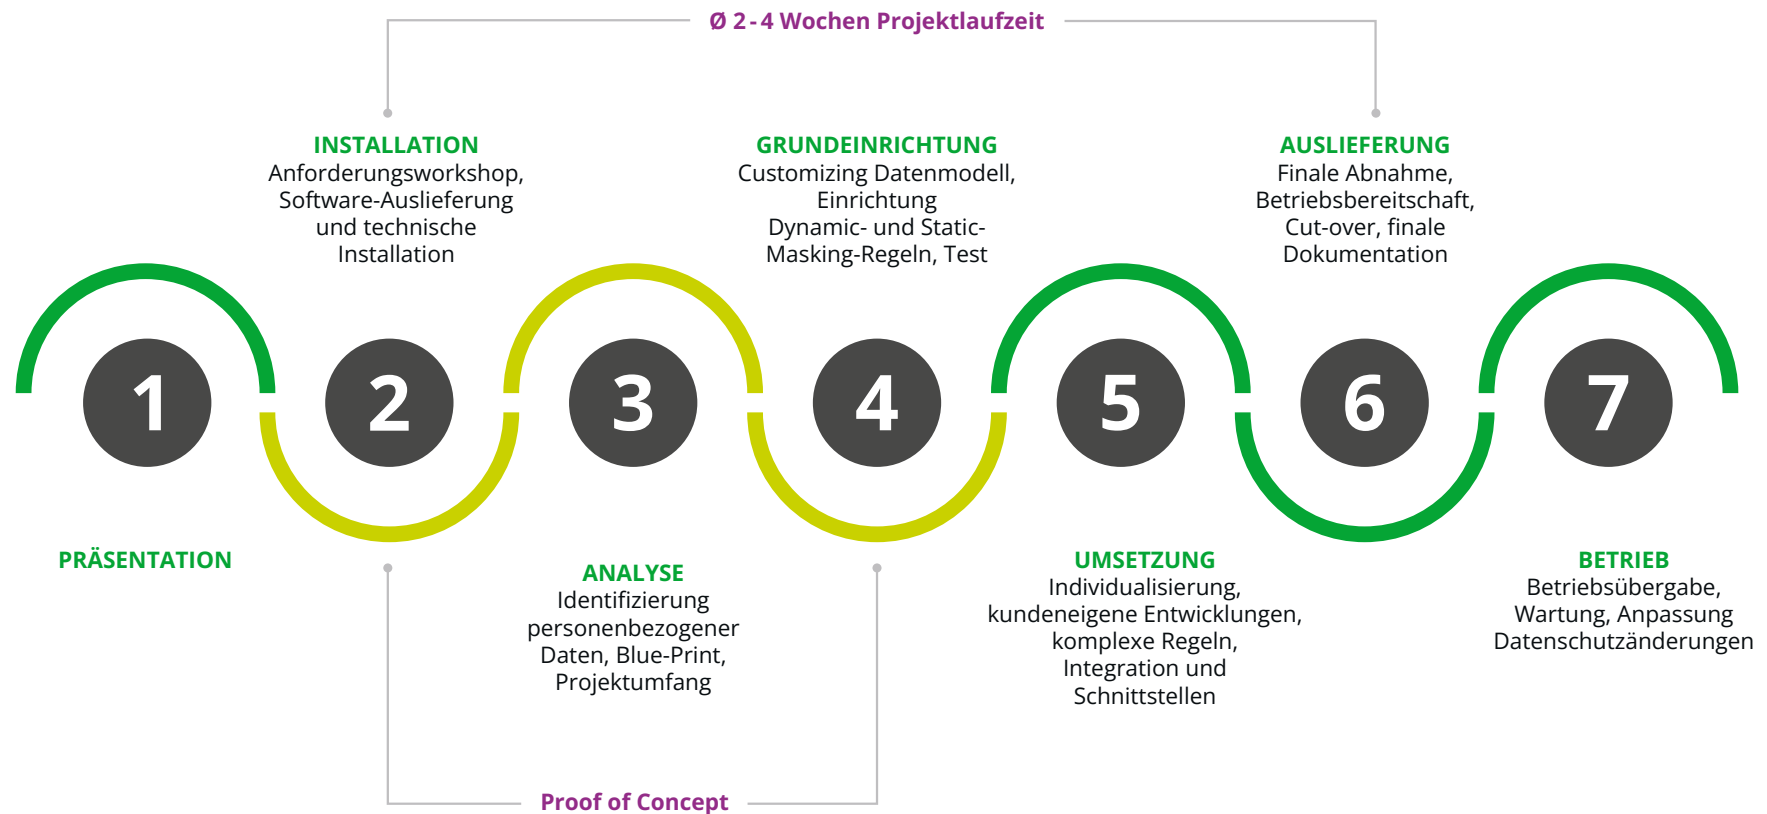 Ø 2 - 4 Wochen Projektlaufzeit
INSTALLATION
Anforderungsworkshop,
Software-Auslieferung
und technische
Installation
GRUNDEINRICHTUNG
Customizing Datenmodell,
Einrichtung
Dynamic- und Static-
Masking-Regeln, Test
AUSLIEFERUNG
Finale Abnahme,
Betriebsbereitschaft,
Cut-over, finale
Dokumentation
1
2
3
4
5
6
7
PRÄSENTATION
ANALYSE
Identifizierung
personenbezogener
Daten, Blue-Print,
Projektumfang
UMSETZUNG
Individualisierung,
kundeneigene Entwicklungen,
komplexe Regeln,
Integration und
Schnittstellen
BETRIEB
Betriebsübergabe,
Wartung, Anpassung
Datenschutzänderungen
Proof of Concept